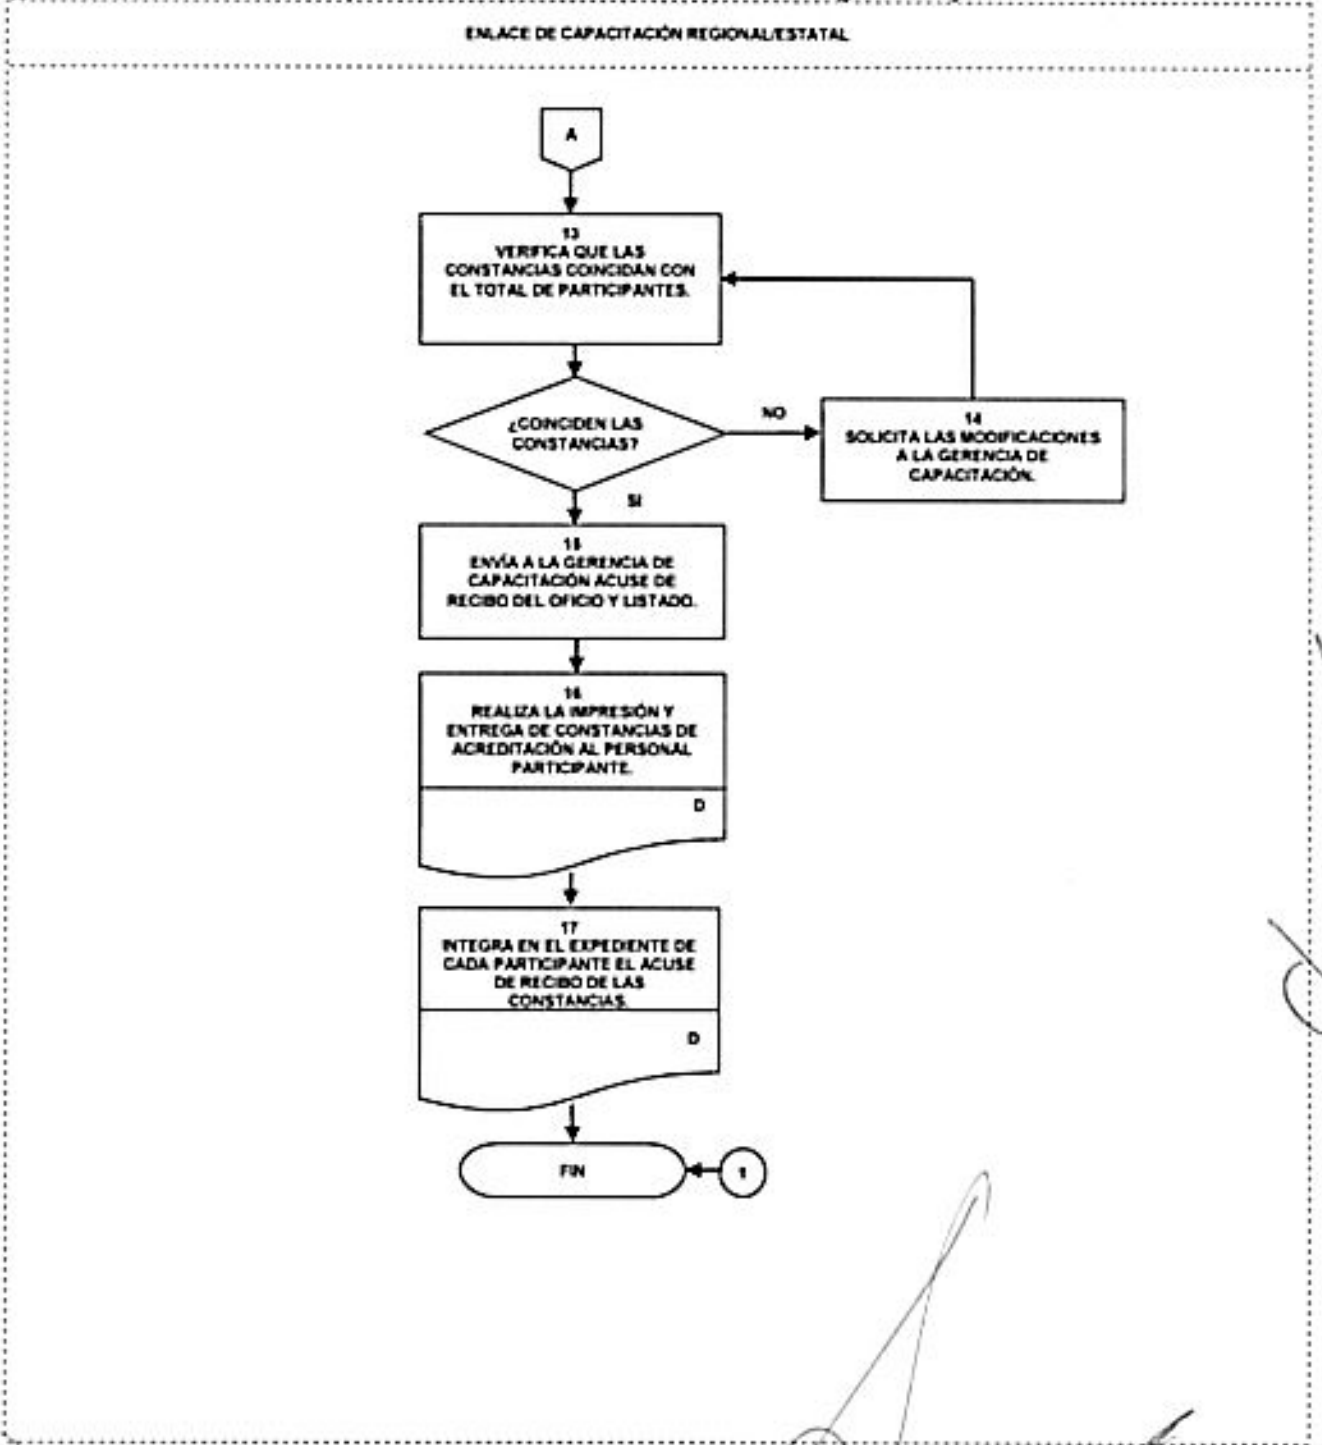 ENLACE DE CAPACITACIÓN REGIONAL/ESTATAL
A
13
VERIFICA QUE LAS
CONSTANCIAS COINCIDAN CON
EL TOTAL DE PARTICIPANTES.
¿COINCIDEN LAS
CONSTANCIAS?
NO
14
SOLICITA LAS MODIFICACIONES
A LA GERENCIA DE
CAPACITACIÓN.
SI
15
ENVÍA A LA GERENCIA DE
CAPACITACIÓN ACUSE DE
RECIBO DEL OFICIO Y LISTADO.
16
REALIZA LA IMPRESIÓN Y
ENTREGA DE CONSTANCIAS DE
ACREDITACIÓN AL PERSONAL
PARTICIPANTE.
D
17
INTEGRA EN EL EXPEDIENTE DE
CADA PARTICIPANTE EL ACUSE
DE RECIBO DE LAS
CONSTANCIAS.
D
FIN
1